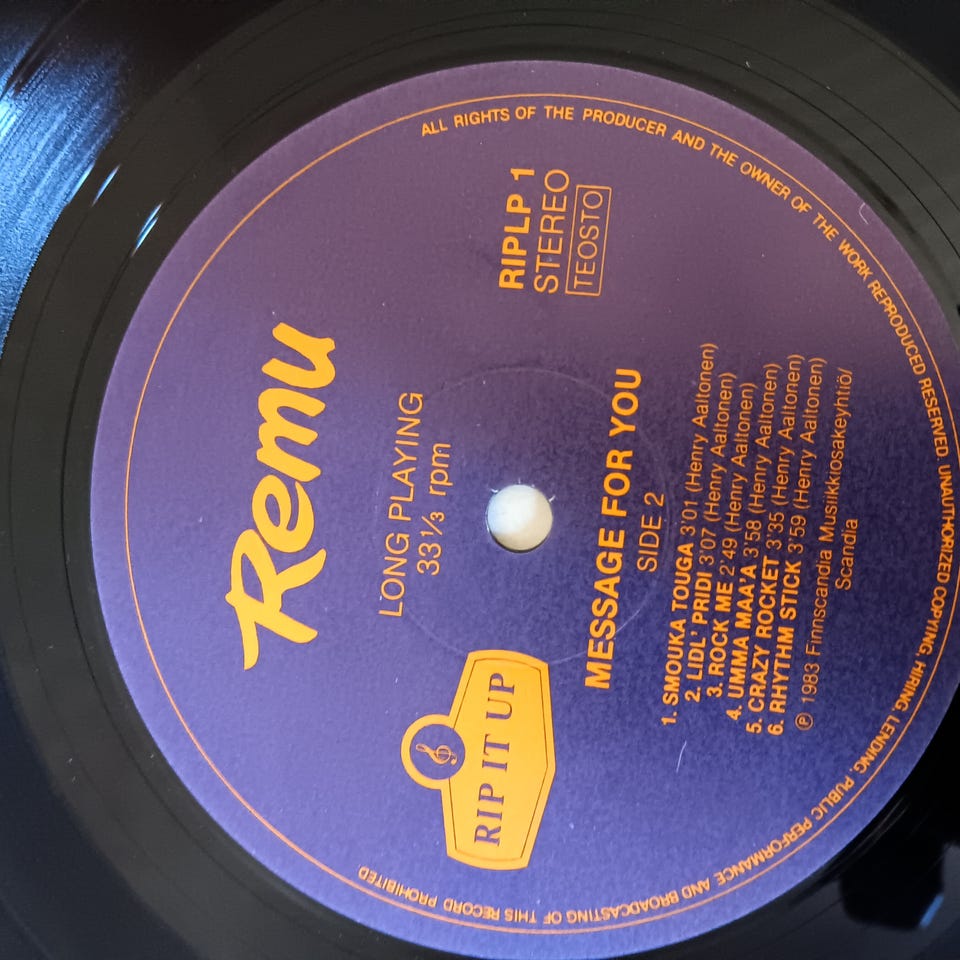 Remu
LONG PLAYING
33 1/3 rpm
RIP IT UP
RIPLP 1
STEREO
TEOSTO
MESSAGE FOR YOU
SIDE 2
1. SMOUKA TOUGA 3'01 (Henry Aaltonen)
2. LIDL' PRIDI 3'07 (Henry Aaltonen)
3. ROCK ME 2'49 (Henry Aaltonen)
4. UMMA MAA'A 3'58 (Henry Aaltonen)
5. CRAZY ROCKET 3'35 (Henry Aaltonen)
6. RHYTHM STICK 3'59 (Henry Aaltonen)
℗ 1983 Finnscandia Musiikkiosakeyhtiö/
Scandia
ALL RIGHTS OF THE PRODUCER AND THE OWNER OF THE WORK REPRODUCED RESERVED UNAUTHORIZED COPYING, HIRING, LENDING, PUBLIC PERFORMANCE AND BROADCASTING OF THIS RECORD PROHIBITED